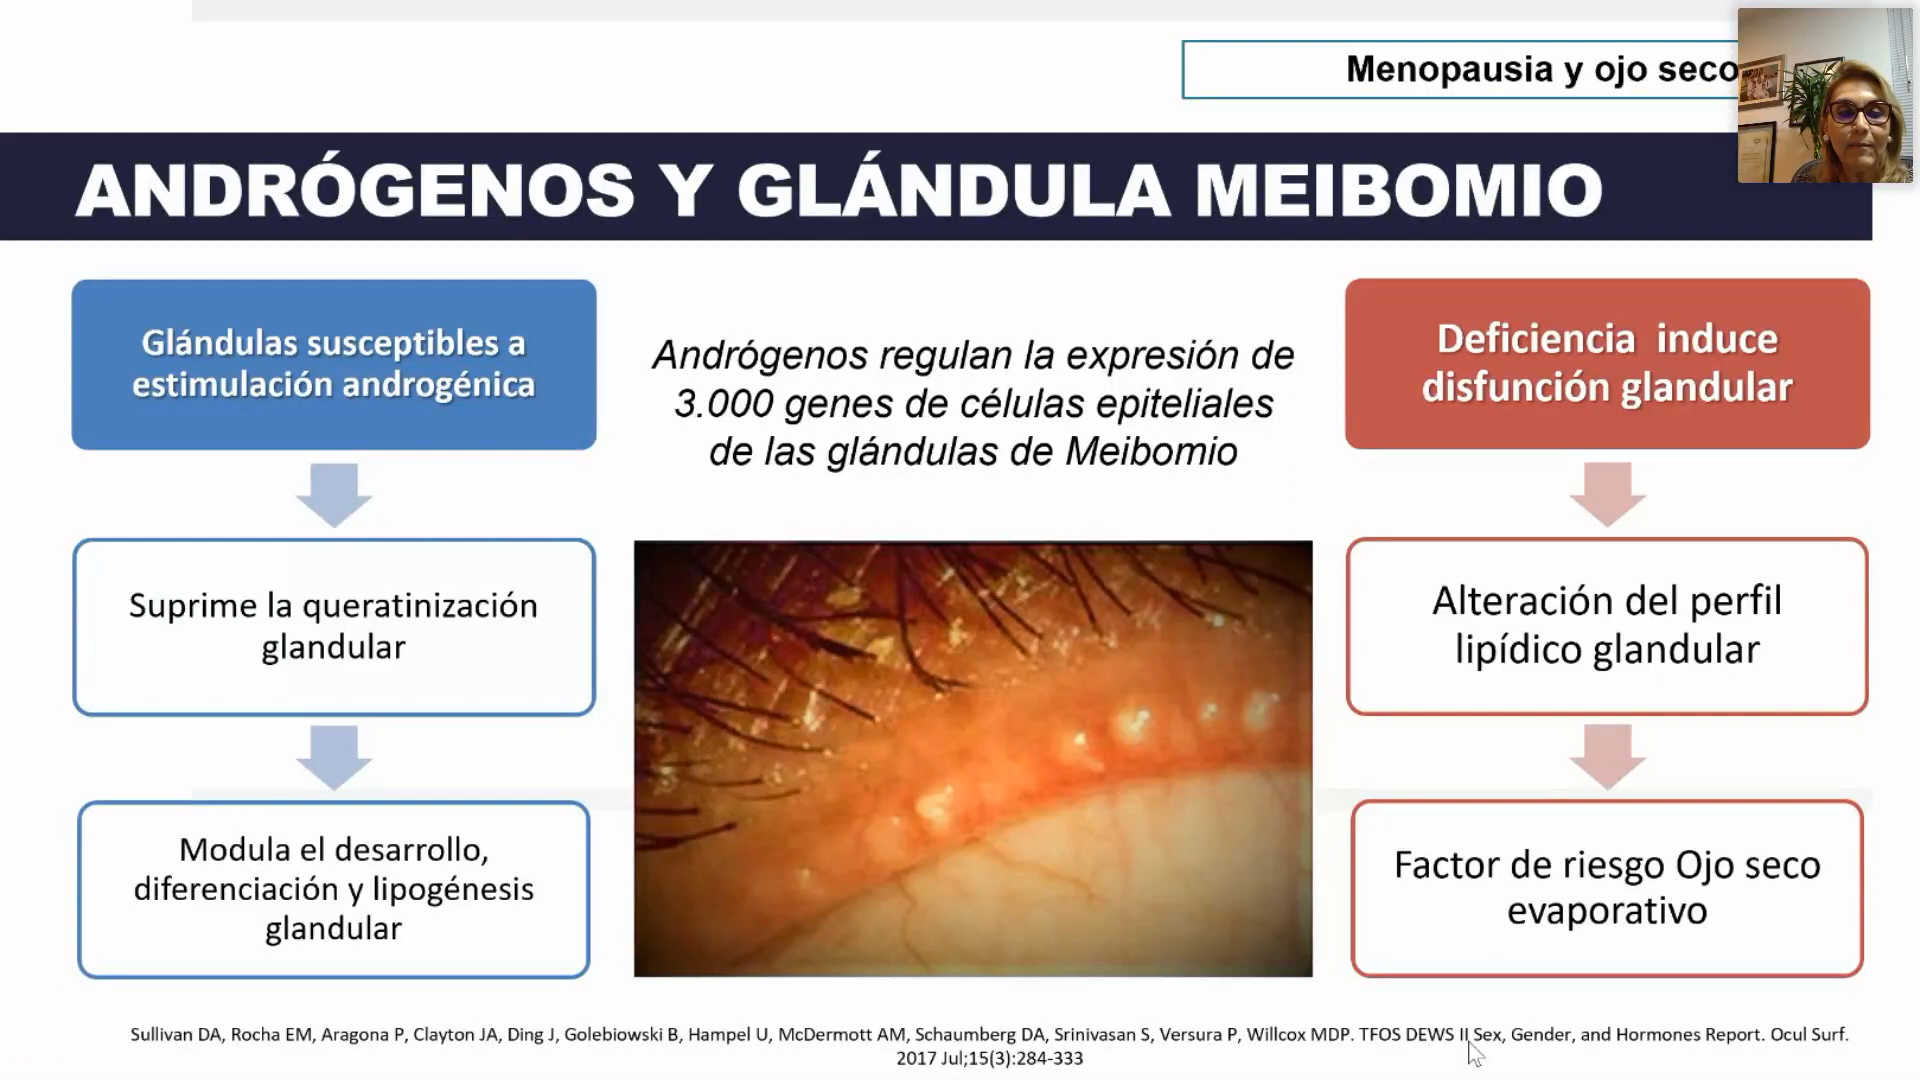 Menopausia y ojo seco
ANDRÓGENOS Y GLÁNDULA MEIBOMIO
Glándulas susceptibles a
estimulación androgénica
Suprime la queratinización
glandular
Modula el desarrollo,
diferenciación y lipogénesis
glandular
Andrógenos regulan la expresión de
3.000 genes de células epiteliales
de las glándulas de Meibomio
Deficiencia induce
disfunción glandular
Alteración del perfil
lipídico glandular
Factor de riesgo Ojo seco
evaporativo
Sullivan DA, Rocha EM, Aragona P, Clayton JA, Ding J, Golebiowski B, Hampel U, McDermott AM, Schaumberg DA, Srinivasan S, Versura P, Willcox MDP. TFOS DEWS II Sex, Gender, and Hormones Report. Ocul Surf.
2017 Jul;15(3):284-333